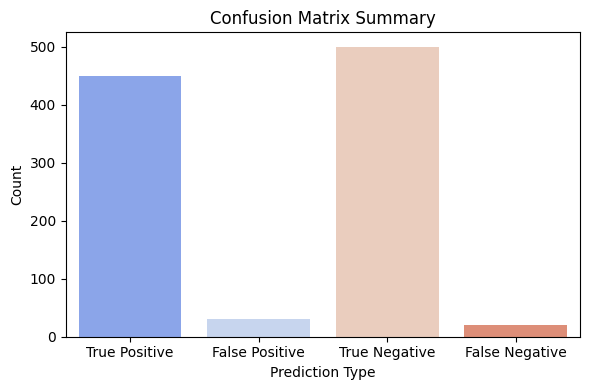 Confusion Matrix Summary
Count
500
400
300
200
100
0
True Positive
False Positive
True Negative
False Negative
Prediction Type